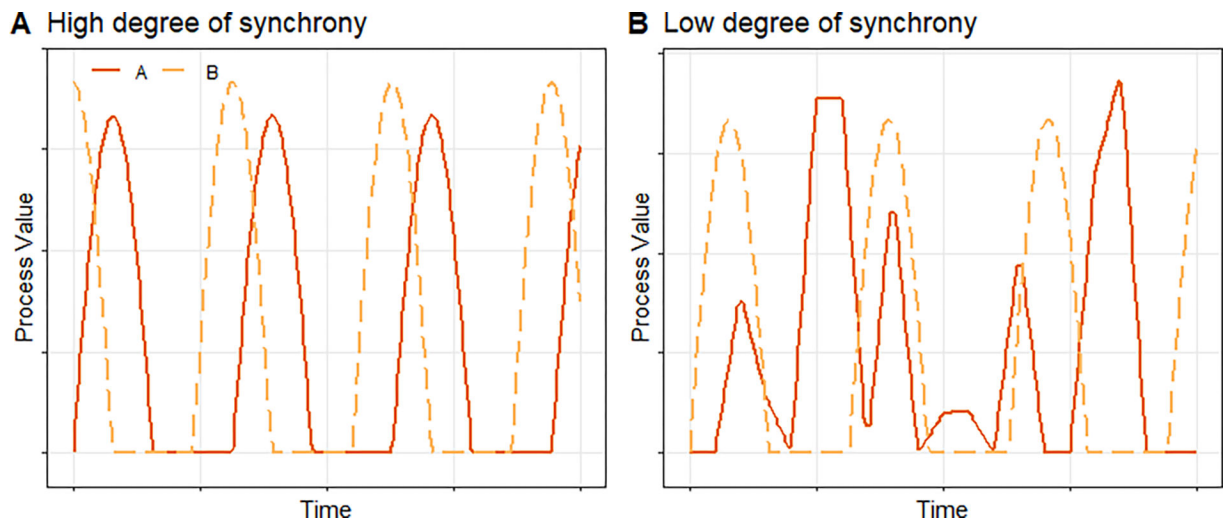 A High degree of synchrony
A B
Process Value
Time
B Low degree of synchrony
Process Value
Time